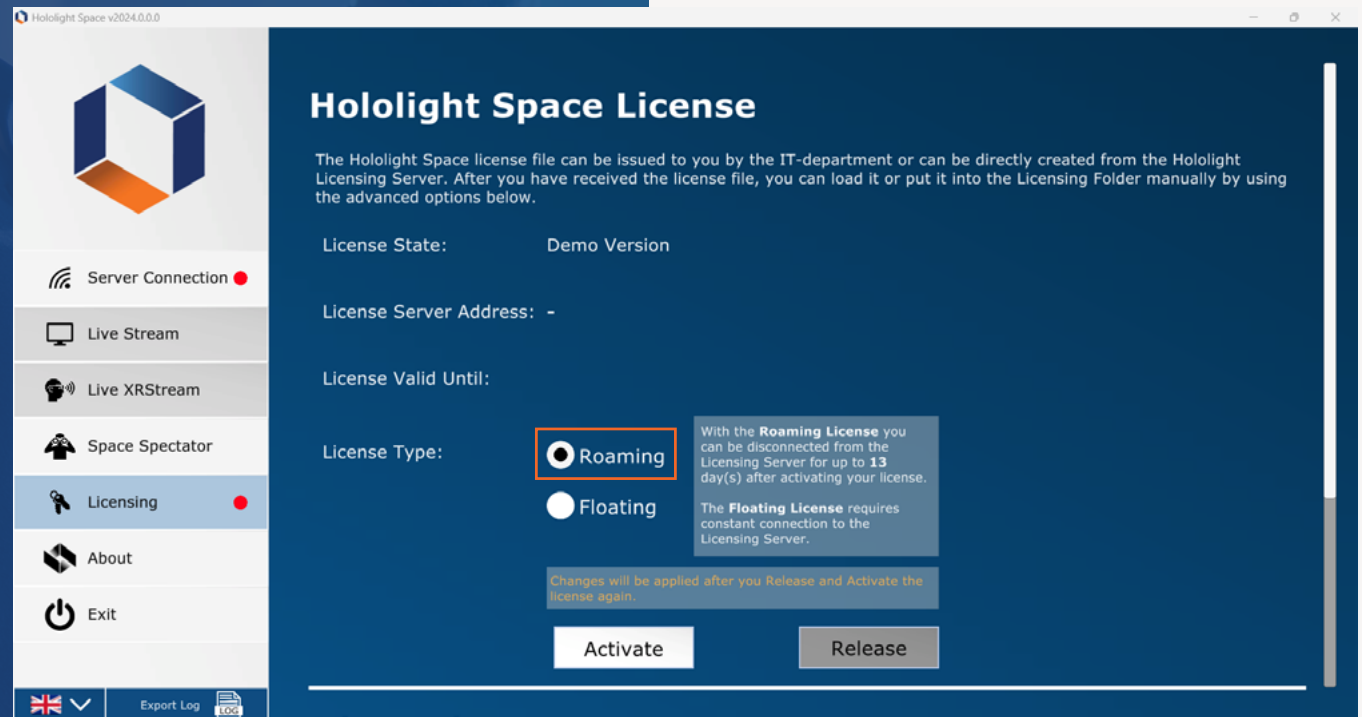 Hololight Space v2024.0.0.0
Hololight Space License
The Hololight Space license file can be issued to you by the IT-department or can be directly created from the Hololight
Licensing Server. After you have received the license file, you can load it or put it into the Licensing Folder manually by using
the advanced options below.
License State: Demo Version
License Server Address: -
License Valid Until:
License Type:
Roaming
Floating
With the Roaming License you
can be disconnected from the
Licensing Server for up to 13
day(s) after activating your license.
The Floating License requires
constant connection to the
Licensing Server.
Changes will be applied after you Release and Activate the
license again.
Activate
Release
Server Connection
Live Stream
Live XRStream
Space Spectator
Licensing
About
Exit
Export Log
LOG